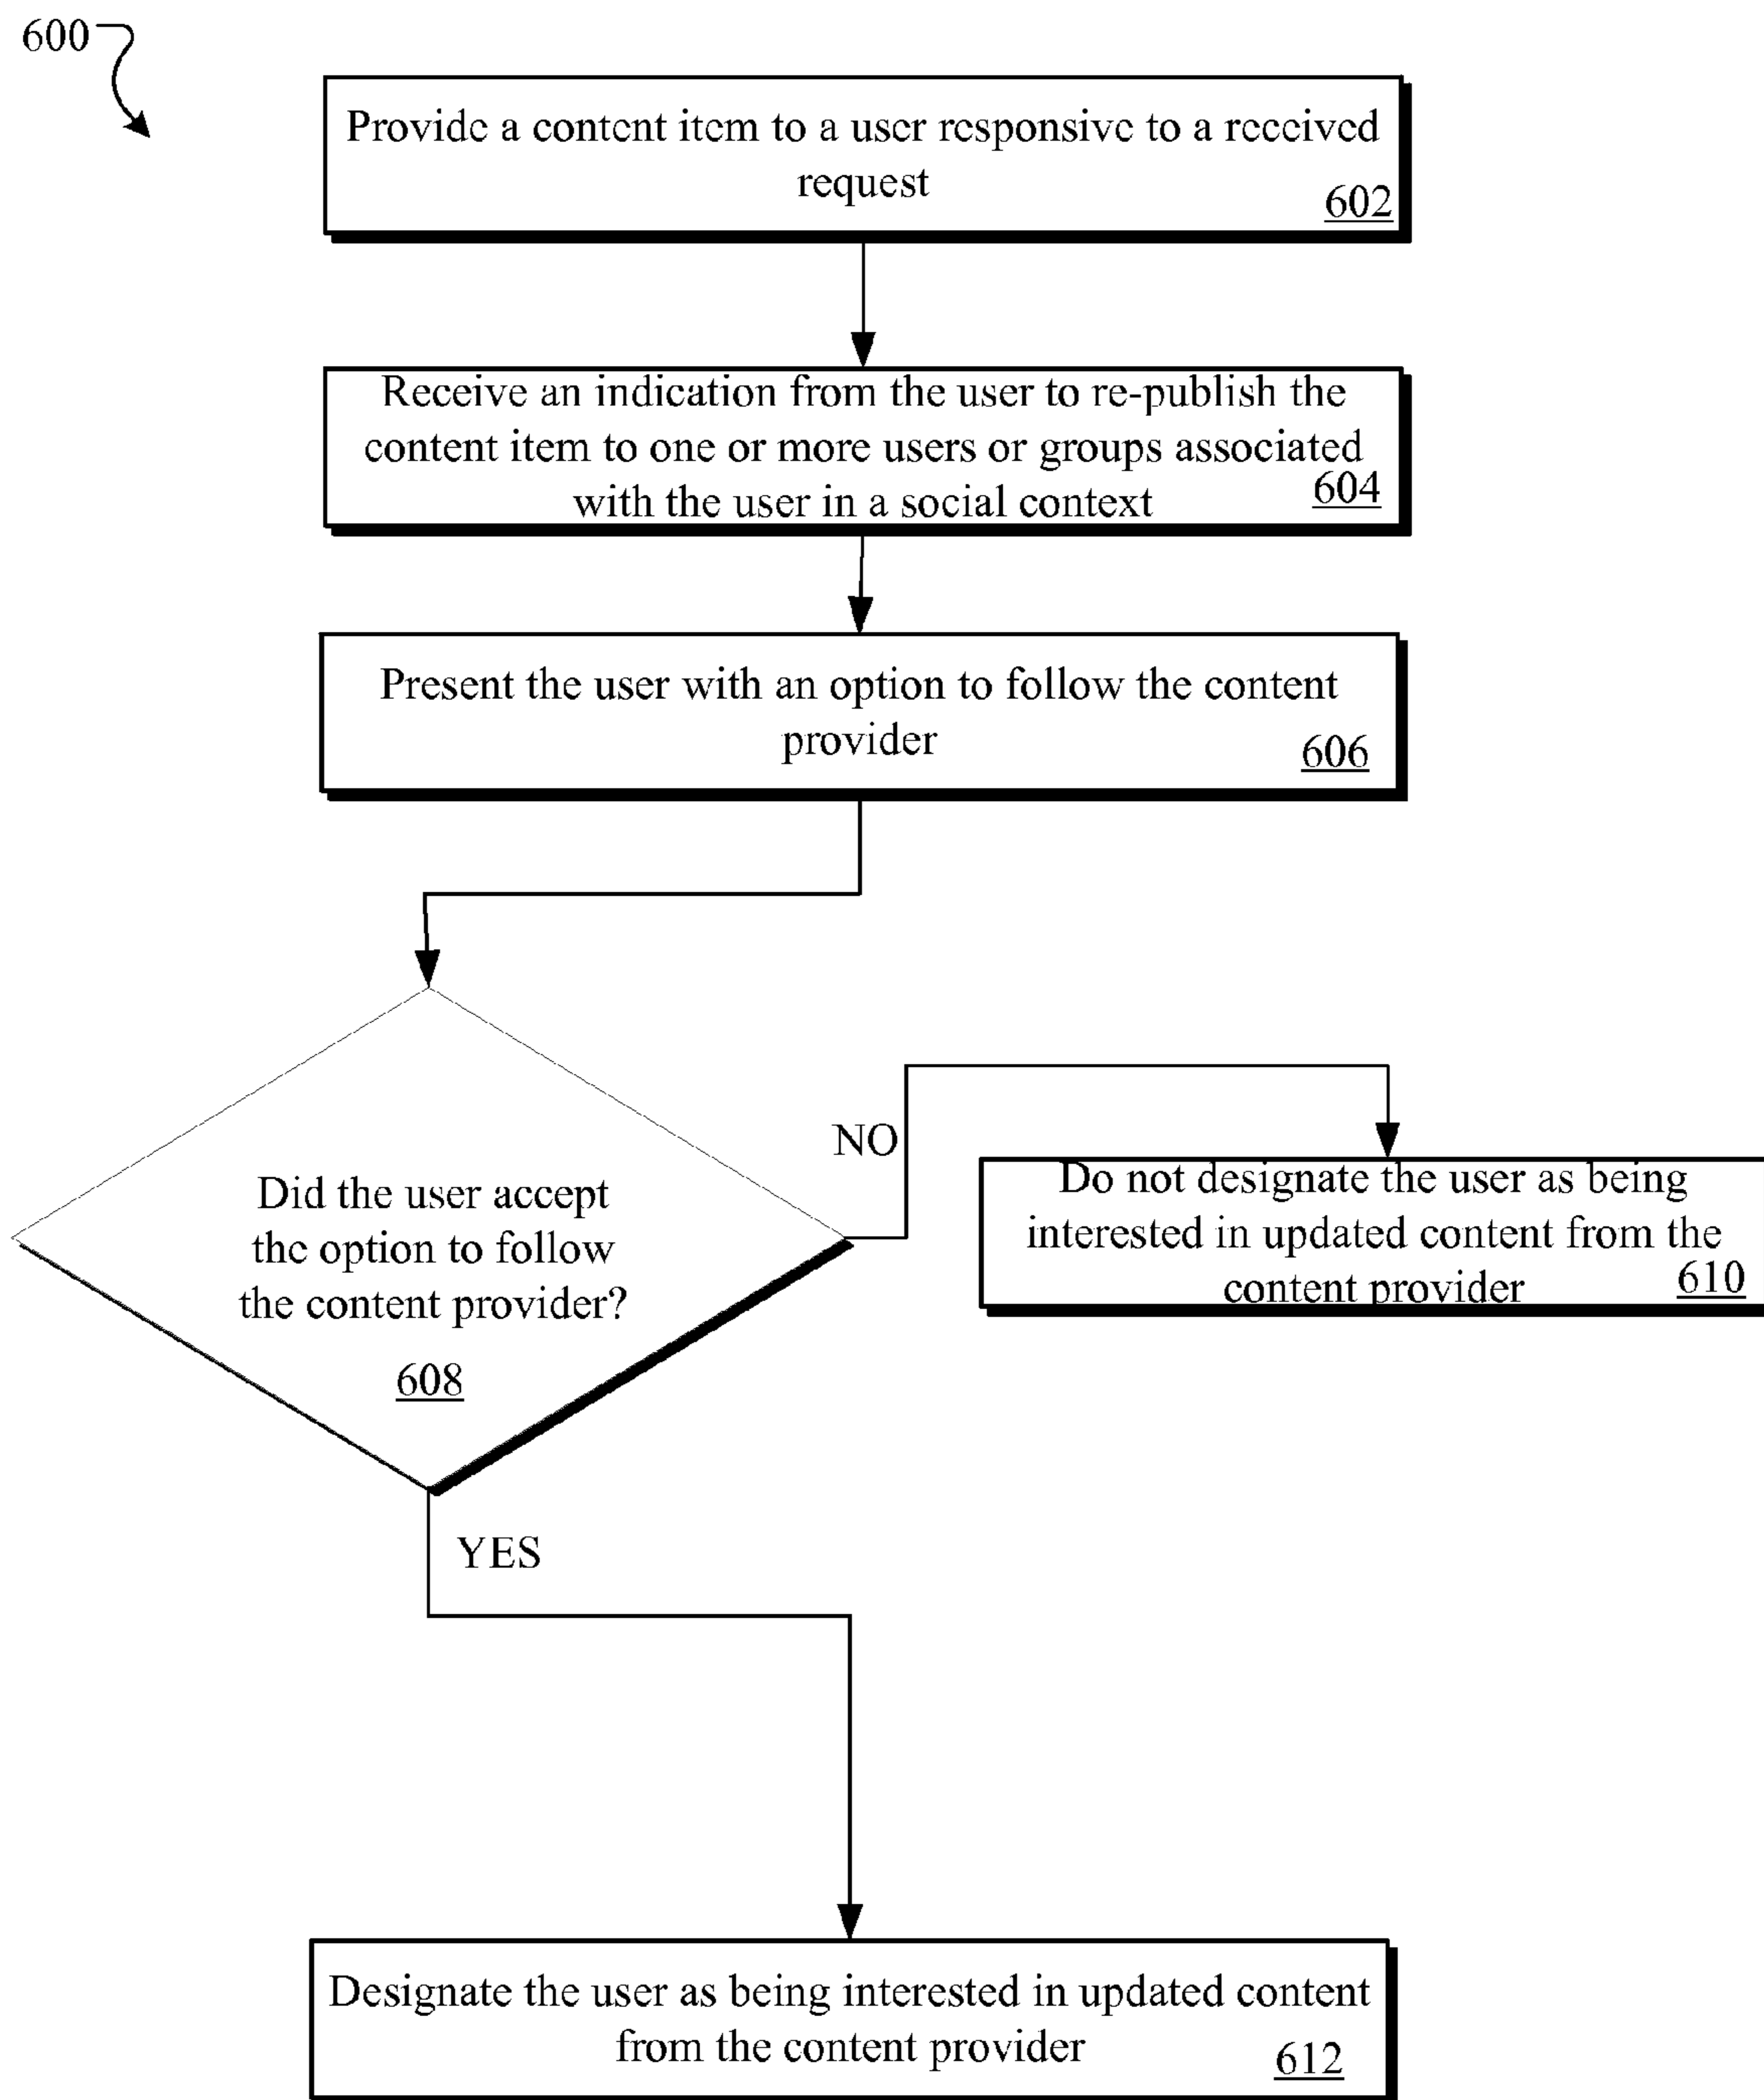 600
Provide a content item to a user responsive to a received
request
602
Receive an indication from the user to re-publish the
content item to one or more users or groups associated
with the user in a social context
604
Present the user with an option to follow the content
provider
606
Did the user accept
the option to follow
the content provider?
608
NO
Do not designate the user as being
interested in updated content from the
content provider
610
YES
Designate the user as being interested in updated content
from the content provider
612